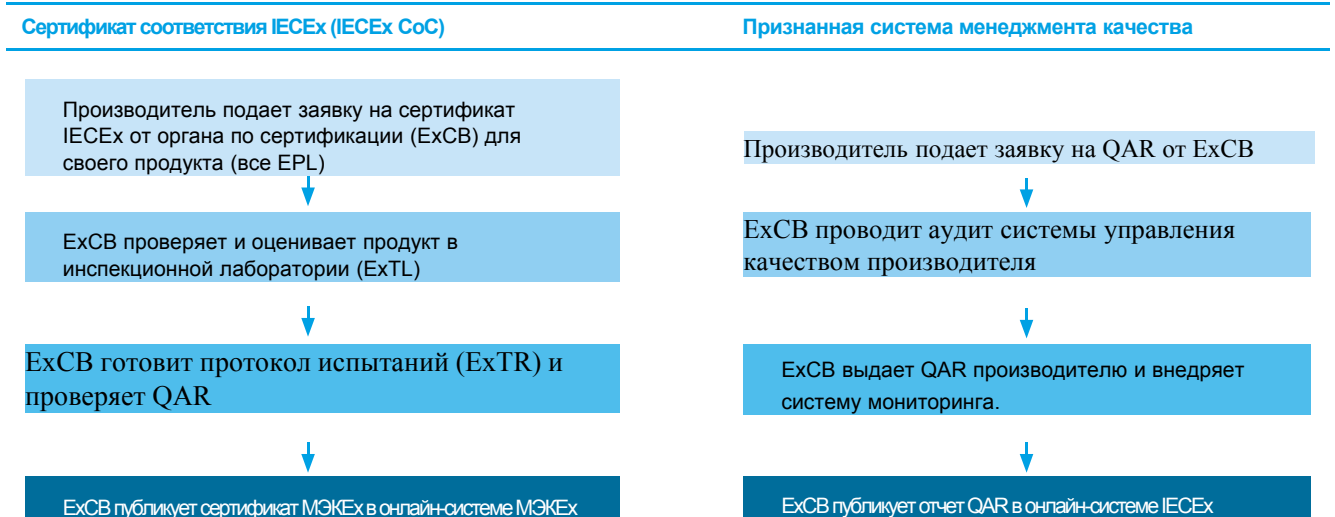 Сертификат соответствия IECEx (IECEx CoC)
Производитель подает заявку на сертификат
IECEx от органа по сертификации (ExCB) для
своего продукта (все EPL)
ExCB проверяет и оценивает продукт в
инспекционной лаборатории (ExTL)
ExCB готовит протокол испытаний (ExTR) и
проверяет QAR
ExCB публикует сертификат МЭКEx в онлайн-системе МЭКEx
Признанная система менеджмента качества
Производитель подает заявку на QAR от ExCB
ExCB проводит аудит системы управления
качеством производителя
ExCB выдает QAR производителю и внедряет
систему мониторинга.
ExCB публикует отчет QAR в онлайн-системе IECEx